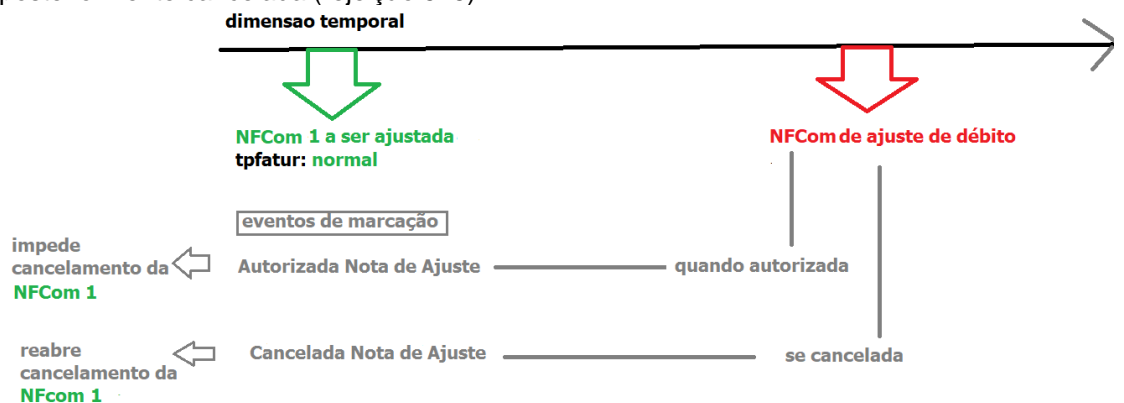 dimensao temporal
NFCom 1 a ser ajustada
tpfatur: normal
NFCom de ajuste de débito
eventos de marcação
impede
cancelamento da
NFCom 1
Autorizada Nota de Ajuste
quando autorizada
reabre
cancelamento da
NFcom 1
Cancelada Nota de Ajuste
se cancelada